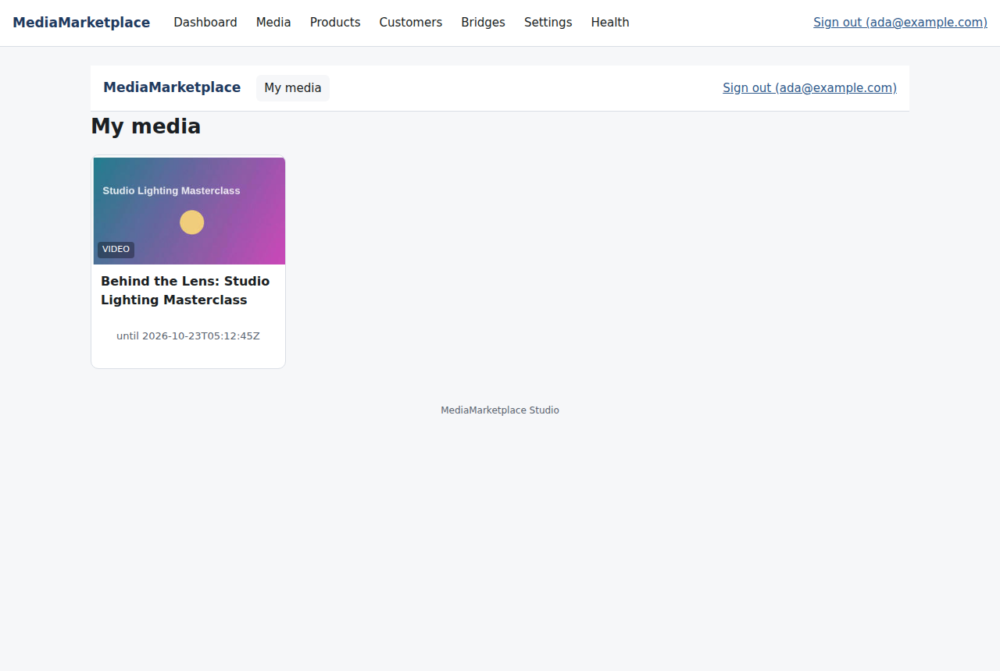 MediaMarketplace Dashboard Media Products Customers Bridges Settings Health Sign out (ada@example.com)
MediaMarketplace My media Sign out (ada@example.com)
My media
Studio Lighting Masterclass
VIDEO
Behind the Lens: Studio
Lighting Masterclass
until 2026-10-23T05:12:45Z
MediaMarketplace Studio